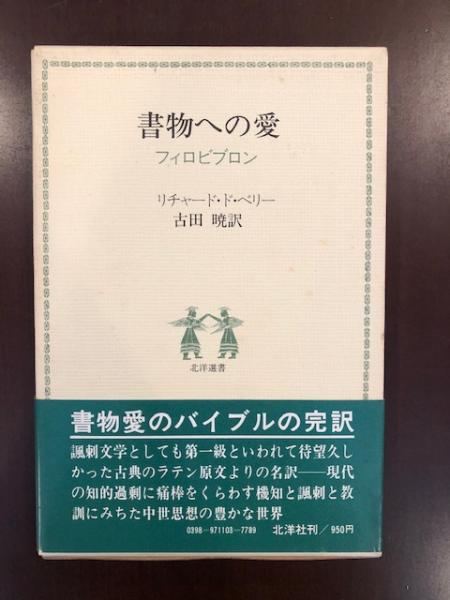 書物への愛
フィロビブロン
リチャード・ド・ベリー
古田 暁訳
北洋選書
書物愛のバイブルの完訳
諷刺文学としても第一級といわれて待望久し
かった古典のラテン原文よりの名訳――現代
の知的過剰に痛棒をくらわす機知と諷刺と教
訓にみちた中世思想の豊かな世界
0398-971103-7789
北洋社刊/950円